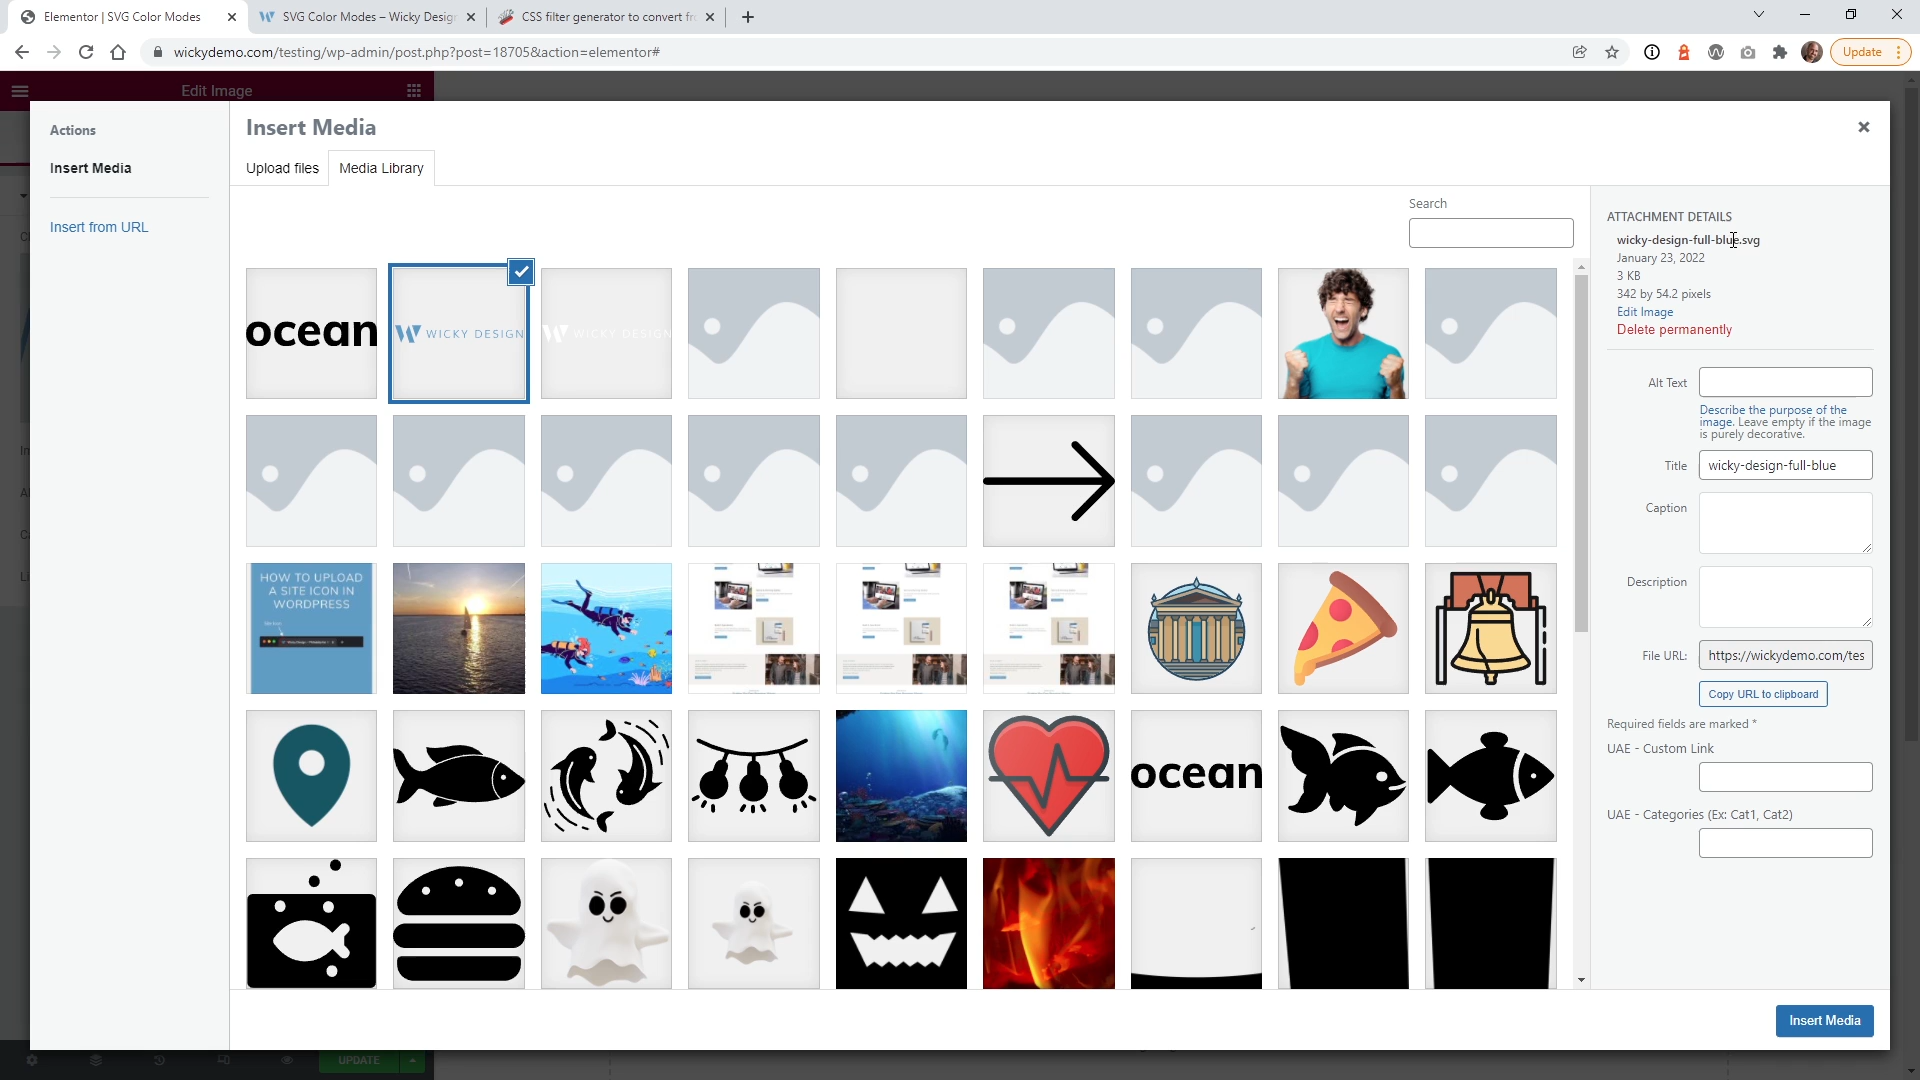 Elementor | SVG Color Modes
SVG Color Modes – Wicky Design
CSS filter generator to convert fr
wickydemo.com/testing/wp-admin/post.php?post=18705&action=elementor#
Update
Edit Image
Actions
Insert Media
Insert from URL
Insert Media
Upload files
Media Library
Search
ocean
WICKY DESIGN
WICKY DESIGN
HOW TO UPLOAD
A SITE ICON IN
WORDPRESS
ocean
ATTACHMENT DETAILS
wicky-design-full-blue.svg
January 23, 2022
3 KB
342 by 54.2 pixels
Edit Image
Delete permanently
Alt Text
Describe the purpose of the
image. Leave empty if the image
is purely decorative.
Title
wicky-design-full-blue
Caption
Description
File URL:
https://wickydemo.com/tes
Copy URL to clipboard
Required fields are marked *
UAE - Custom Link
UAE - Categories (Ex: Cat1, Cat2)
Insert Media
UPDATE